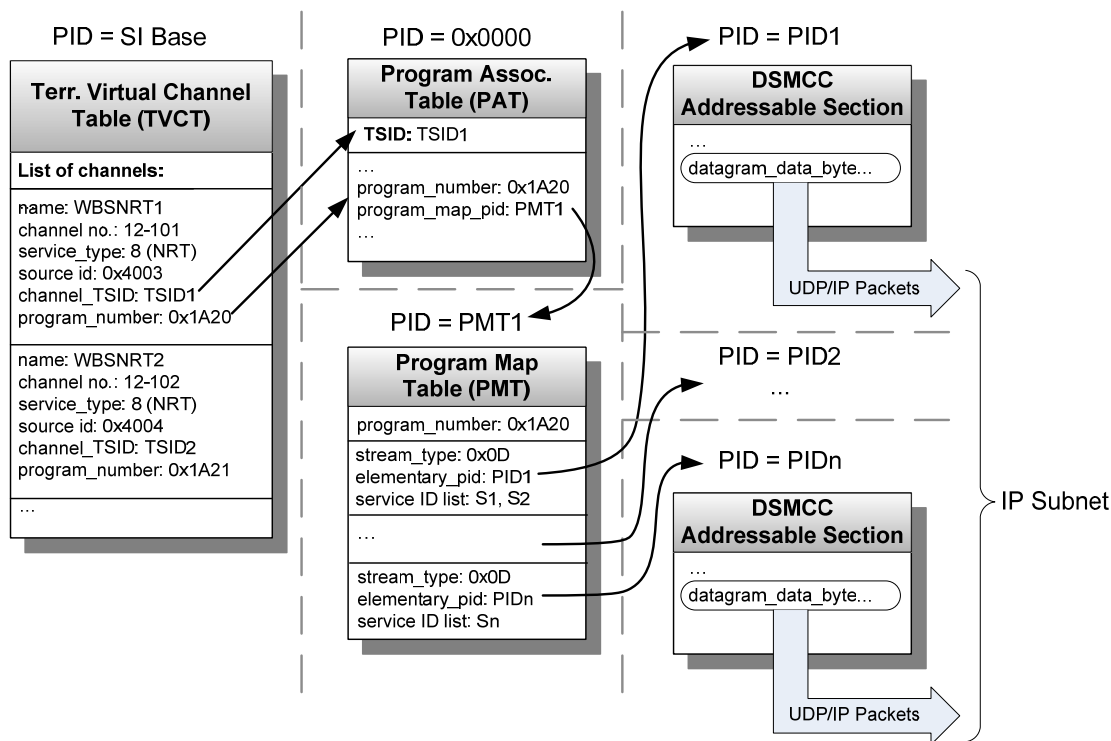 PID = SI Base
Terr. Virtual Channel
Table (TVCT)
List of channels:
name: WBSNRT1
channel no.: 12-101
service_type: 8 (NRT)
source id: 0x4003
channel_TSID: TSID1
program_number: 0x1A20
name: WBSNRT2
channel no.: 12-102
service_type: 8 (NRT)
source id: 0x4004
channel_TSID: TSID2
program_number: 0x1A21
...
PID = 0x0000
Program Assoc.
Table (PAT)
TSID: TSID1
...
program_number: 0x1A20
program_map_pid: PMT1
...
PID = PMT1
Program Map
Table (PMT)
program_number: 0x1A20
stream_type: 0x0D
elementary_pid: PID1
service ID list: S1, S2
...
stream_type: 0x0D
elementary_pid: PIDn
service ID list: Sn
PID = PID1
DSMCC
Addressable Section
...
datagram_data_byte...
UDP/IP Packets
PID = PID2
...
PID = PIDn
DSMCC
Addressable Section
...
datagram_data_byte...
UDP/IP Packets
IP Subnet